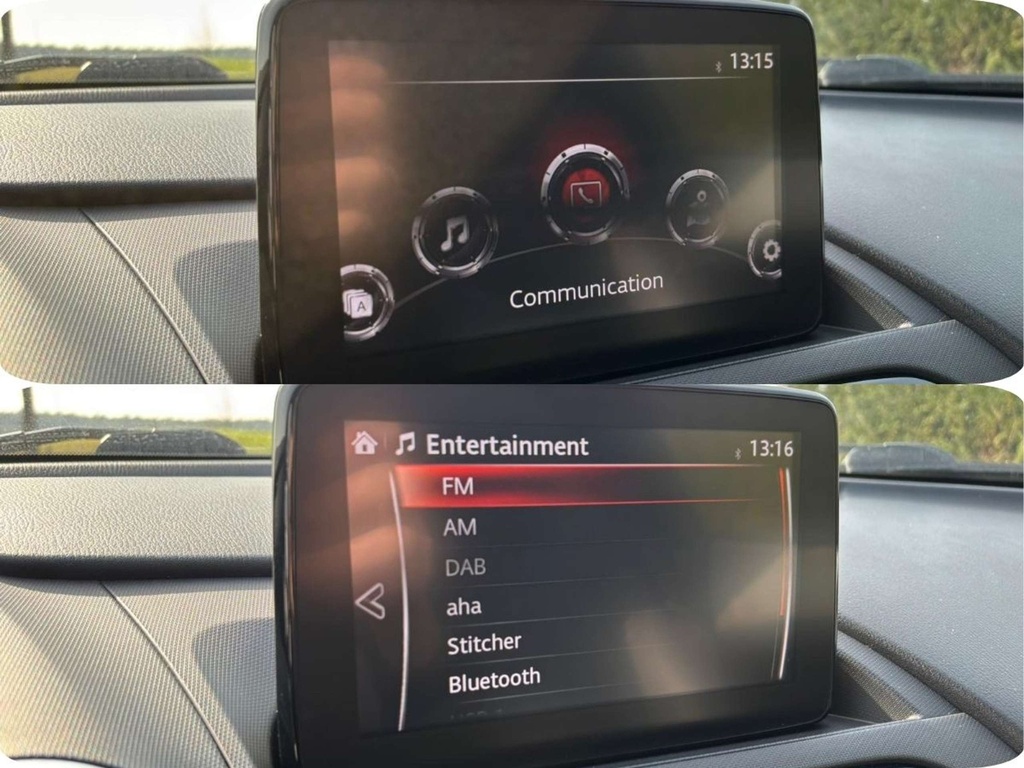 13:15
A
Communication
Entertainment 13:16
FM
AM
DAB
aha
Stitcher
Bluetooth